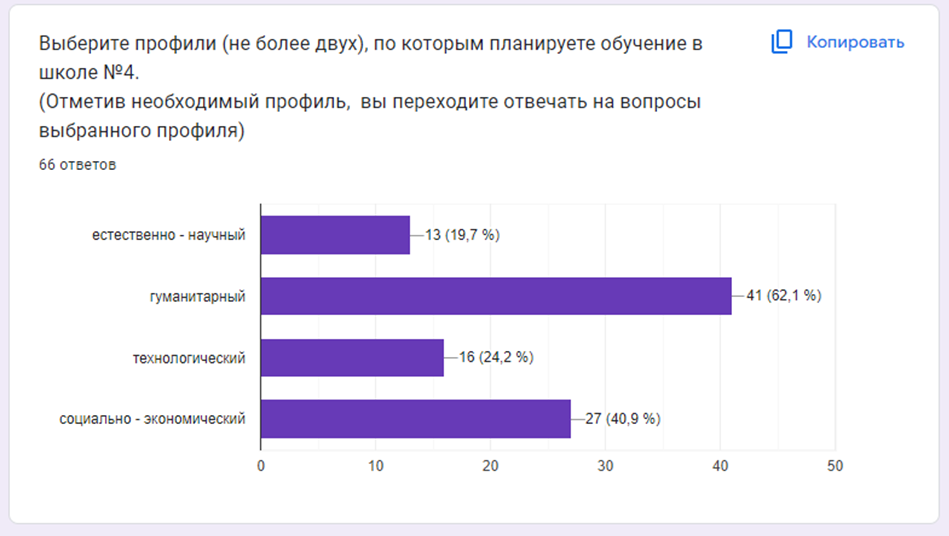 Выберите профили (не более двух), по которым планируете обучение в
школе №4.
(Отметив необходимый профиль,  вы переходите отвечать на вопросы
выбранного профиля)
Копировать
66 ответов
естественно - научный
13 (19,7 %)
гуманитарный
41 (62,1 %)
технологический
16 (24,2 %)
социально - экономический
27 (40,9 %)
0 10 20 30 40 50